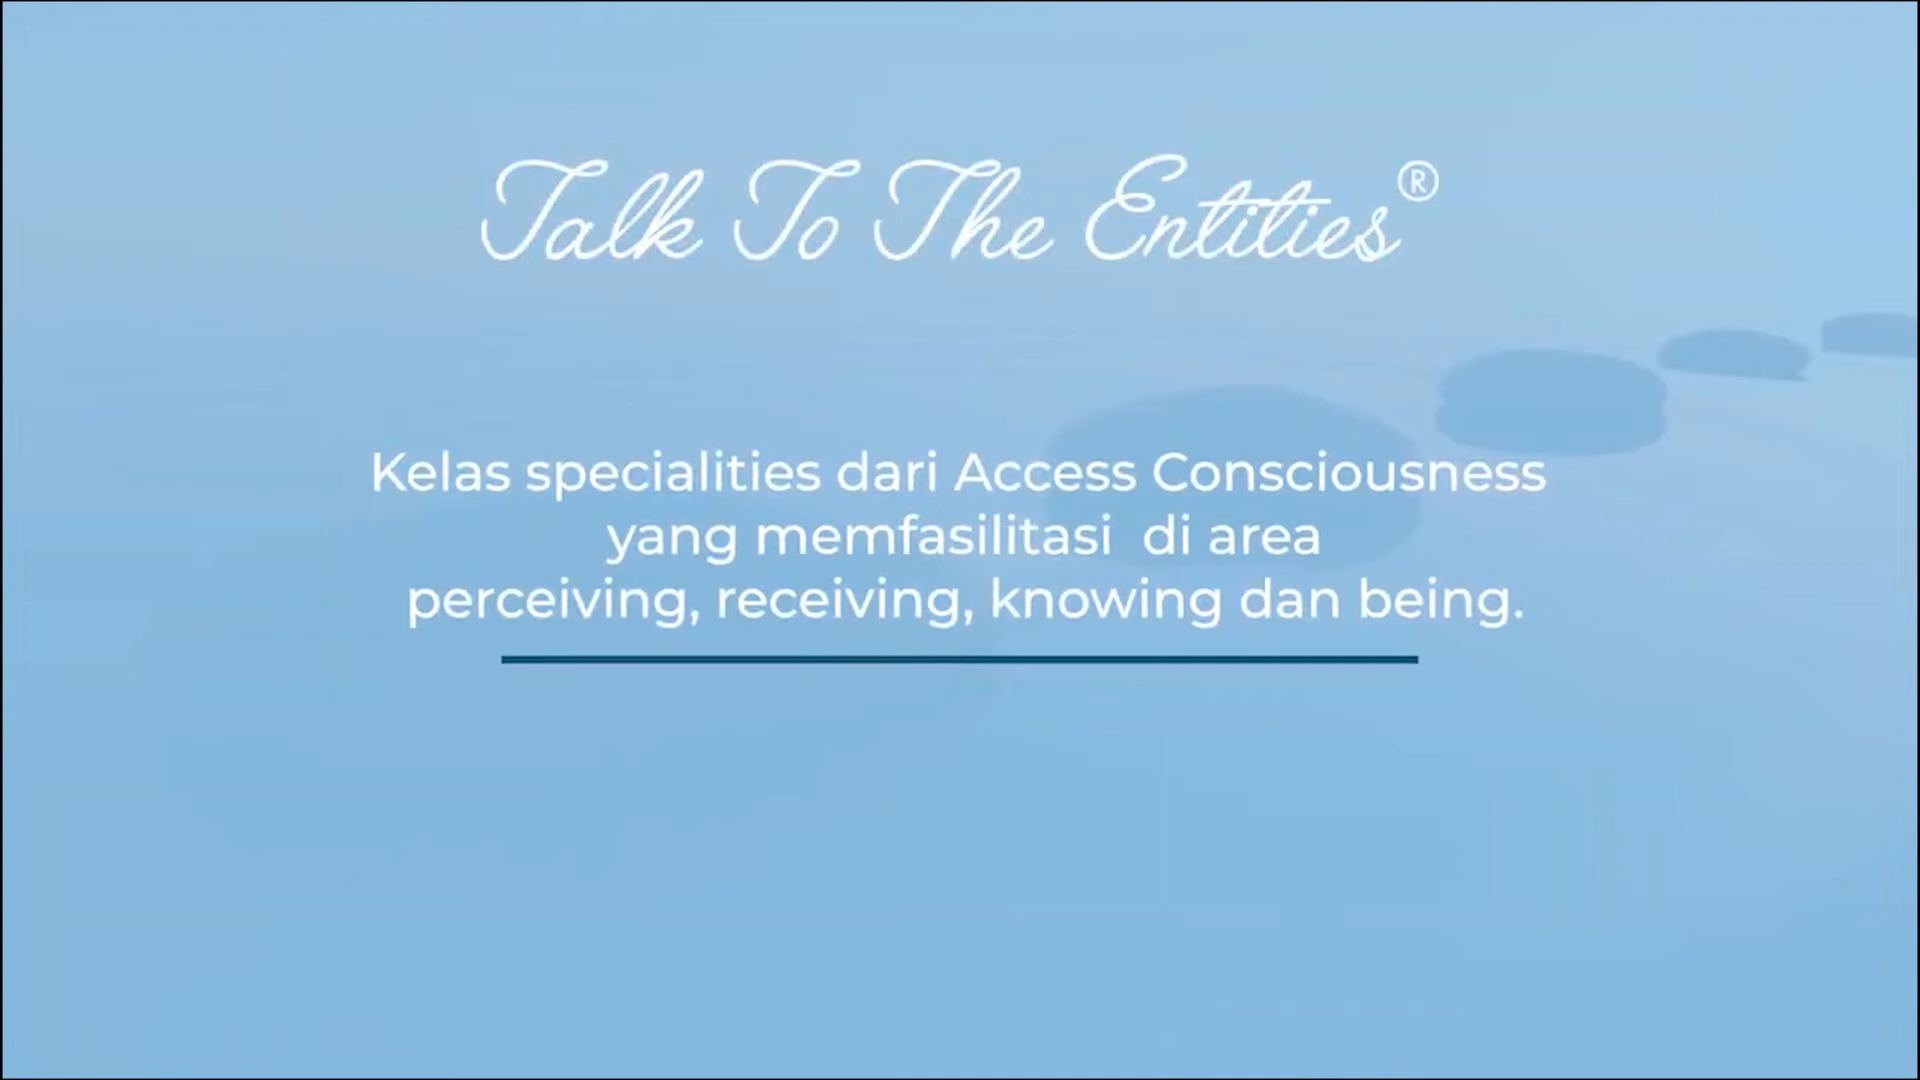 Talk To The Entities®
Kelas specialities dari Access Consciousness
yang memfasilitasi  di area
perceiving, receiving, knowing dan being.